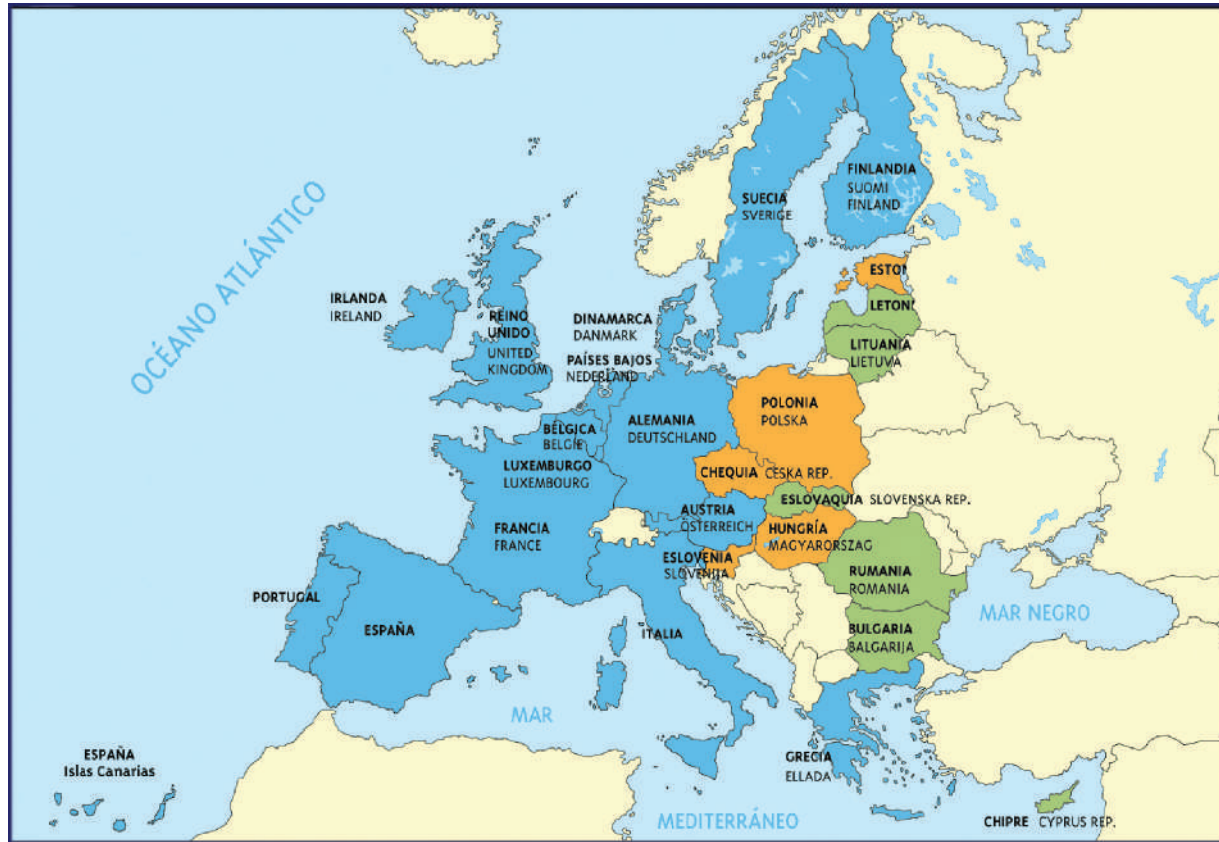 OCÉANO ATLÁNTICO
FINLANDIA
SUOMI
FINLAND
SUECIA
SVERIGE
ESTON
LETONI
LITUANIA
LIETUVA
IRLANDA
IRELAND
REINO
UNIDO
UNITED
KINGDOM
DINAMARCA
DANMARK
PAÍSES BAJOS
NEDERLAND
POLONIA
POLSKA
ALEMANIA
DEUTSCHLAND
BÉLGICA
BELGIE
LUXEMBURGO
LUXEMBOURG
CHEQUIA CESKA REP.
ESLOVAQUIA SLOVENSKA REP.
AUSTRIA
ÖSTERREICH
HUNGRÍA
MAGYARORSZAG
FRANCIA
FRANCE
ESLOVENIA
SLOVENIJA
RUMANIA
ROMANIA
PORTUGAL
ESPAÑA
ITALIA
BULGARIA
BALGARIJA
MAR NEGRO
MAR
MEDITERRÁNEO
GRECIA
ELLADA
ESPAÑA
Islas Canarias
CHIPRE CYPRUS REP.